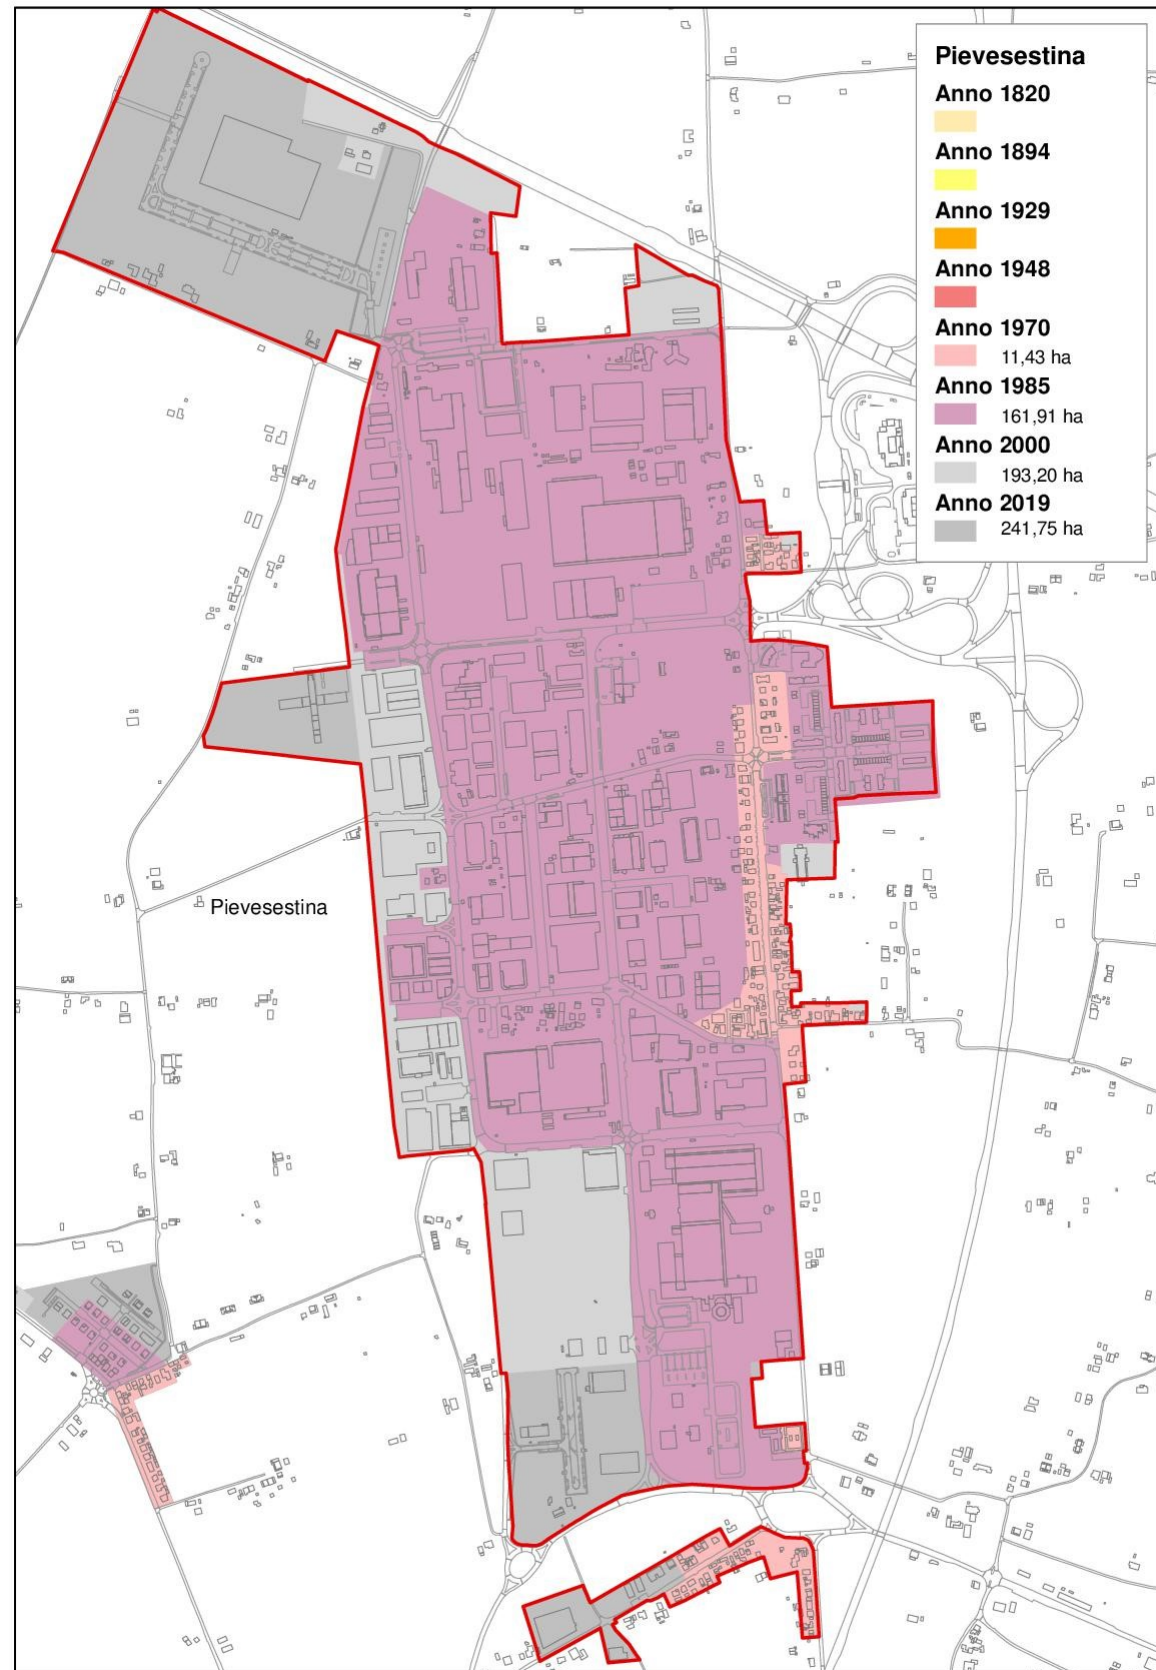 Pievesestina
Anno 1820
Anno 1894
Anno 1929
Anno 1948
Anno 1970
11,43 ha
Anno 1985
161,91 ha
Anno 2000
193,20 ha
Anno 2019
241,75 ha
Pievesestina